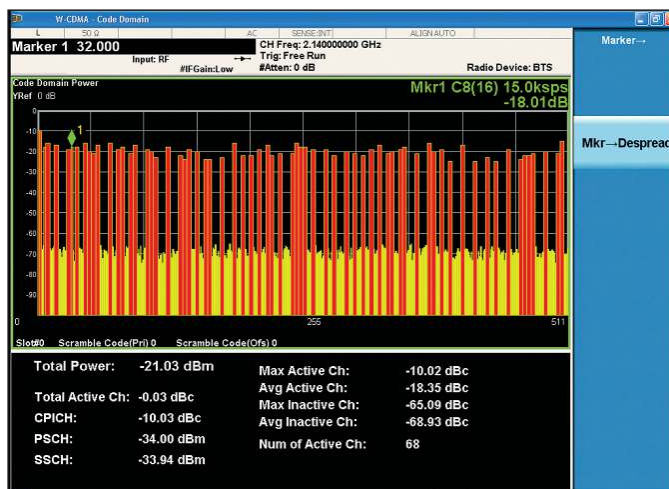 W-CDMA - Code Domain
L 50 Ω AC SENSE:INT ALIGN AUTO
Marker 1 32.000
CH Freq: 2.140000000 GHz
Input: RF
Trig: Free Run
#IFGain:Low
#Atten: 0 dB
Radio Device: BTS
Marker→
Mkr→Despread
Code Domain Power
Mkr1 C8(16) 15.0ksps
YRef 0 dB
-18.01dB
1
0
-10
-20
-30
-40
-50
-60
-70
-80
-90
0 255 511
Slot#0 Scramble Code(Pri) 0 Scramble Code(Ofs) 0
Total Power: -21.03 dBm
Total Active Ch: -0.03 dBc
CPICH: -10.03 dBc
PSCH: -34.00 dBm
SSCH: -33.94 dBm
Max Active Ch: -10.02 dBc
Avg Active Ch: -18.35 dBc
Max Inactive Ch: -65.09 dBc
Avg Inactive Ch: -68.93 dBc
Num of Active Ch: 68